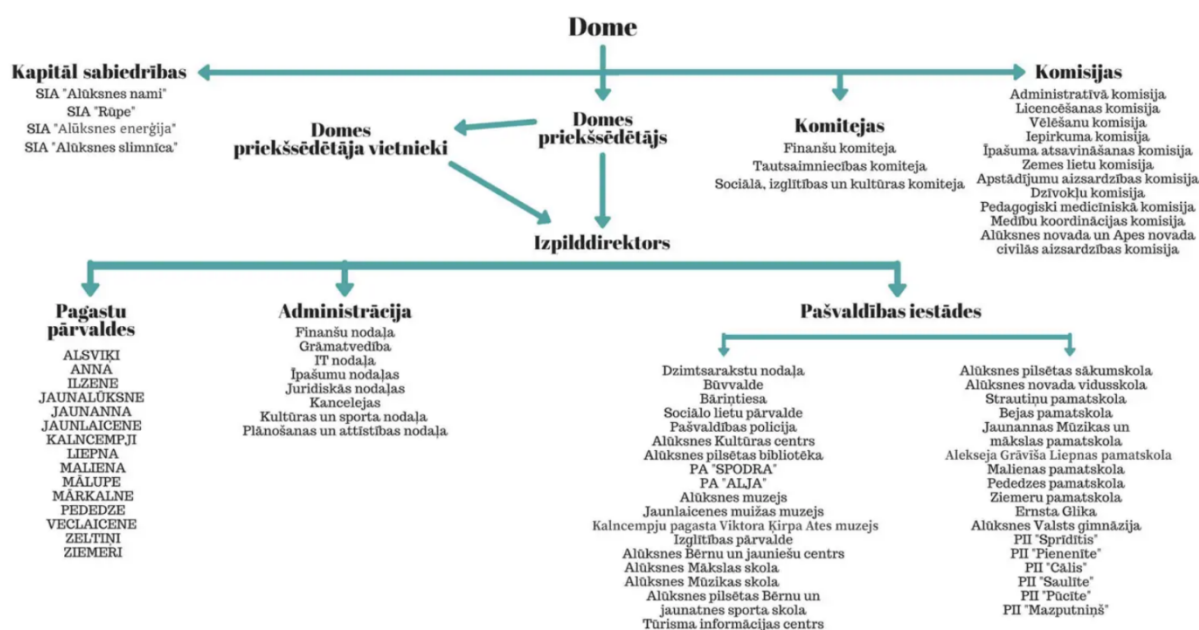 Dome
Kapitāl sabiedrības
SIA "Alūksnes nami"
SIA "Rūpe"
SIA "Alūksnes enerģija"
SIA "Alūksnes slimnīca"
Domes
priekšsēdētāja vietnieki
Domes
priekšsēdētājs
Komitejas
Finanšu komiteja
Tautsaimniecības komiteja
Sociālā, izglītības un kultūras komiteja
Komisijas
Administratīvā komisija
Licencēšanas komisija
Vēlēšanu komisija
Iepirkuma komisija
Īpašuma atsavināšanas komisija
Zemes lietu komisija
Apstādījumu aizsardzības komisija
Dzīvokļu komisija
Pedagogiski medicīniskā komisija
Medību koordinācijas komisija
Alūksnes novada un Apes novada
civilās aizsardzības komisija
Izpilddirektors
Pagastu
pārvaldes
ALSVIĶI
ANNA
ILZENE
JAUNALŪKSNE
JAUNANNA
JAUNLAICENE
KALNCEMPJI
LIEPNA
MALIENA
MĀLUPE
MĀRKALNE
PEDEDZE
VECLAICENE
ZELTIŅI
ZIEMERI
Administrācija
Finanšu nodaļa
Grāmatvedība
IT nodaļa
Īpašumu nodaļas
Juridiskās nodaļas
Kancelejas
Kultūras un sporta nodaļa
Plānošanas un attīstības nodaļa
Pašvaldības iestādes
Dzimtsarakstu nodaļa
Būvvalde
Bāriņtiesa
Sociālo lietu pārvalde
Pašvaldības policija
Alūksnes Kultūras centrs
Alūksnes pilsētas bibliotēka
PA "SPODRA"
PA "ALJA"
Alūksnes muzejs
Jaunlaicenes muižas muzejs
Kalncempju pagasta Viktora Ķirpa Ates muzejs
Izglītības pārvalde
Alūksnes Bērnu un jauniešu centrs
Alūksnes Mākslas skola
Alūksnes Mūzikas skola
Alūksnes pilsētas Bērnu un
jaunatnes sporta skola
Tūrisma informācijas centrs
Alūksnes pilsētas sākumskola
Alūksnes novada vidusskola
Strautiņu pamatskola
Bejas pamatskola
Jaunannas Mūzikas un
mākslas pamatskola
Alekseja Grāvīša Liepnas pamatskola
Malienas pamatskola
Pededzes pamatskola
Ziemeru pamatskola
Ernsta Glika
Alūksnes Valsts gimnāzija
PII "Sprīdītis"
PII "Pienenīte"
PII "Cālis"
PII "Saulīte"
PII "Pūcīte"
PII "Mazputniņš"